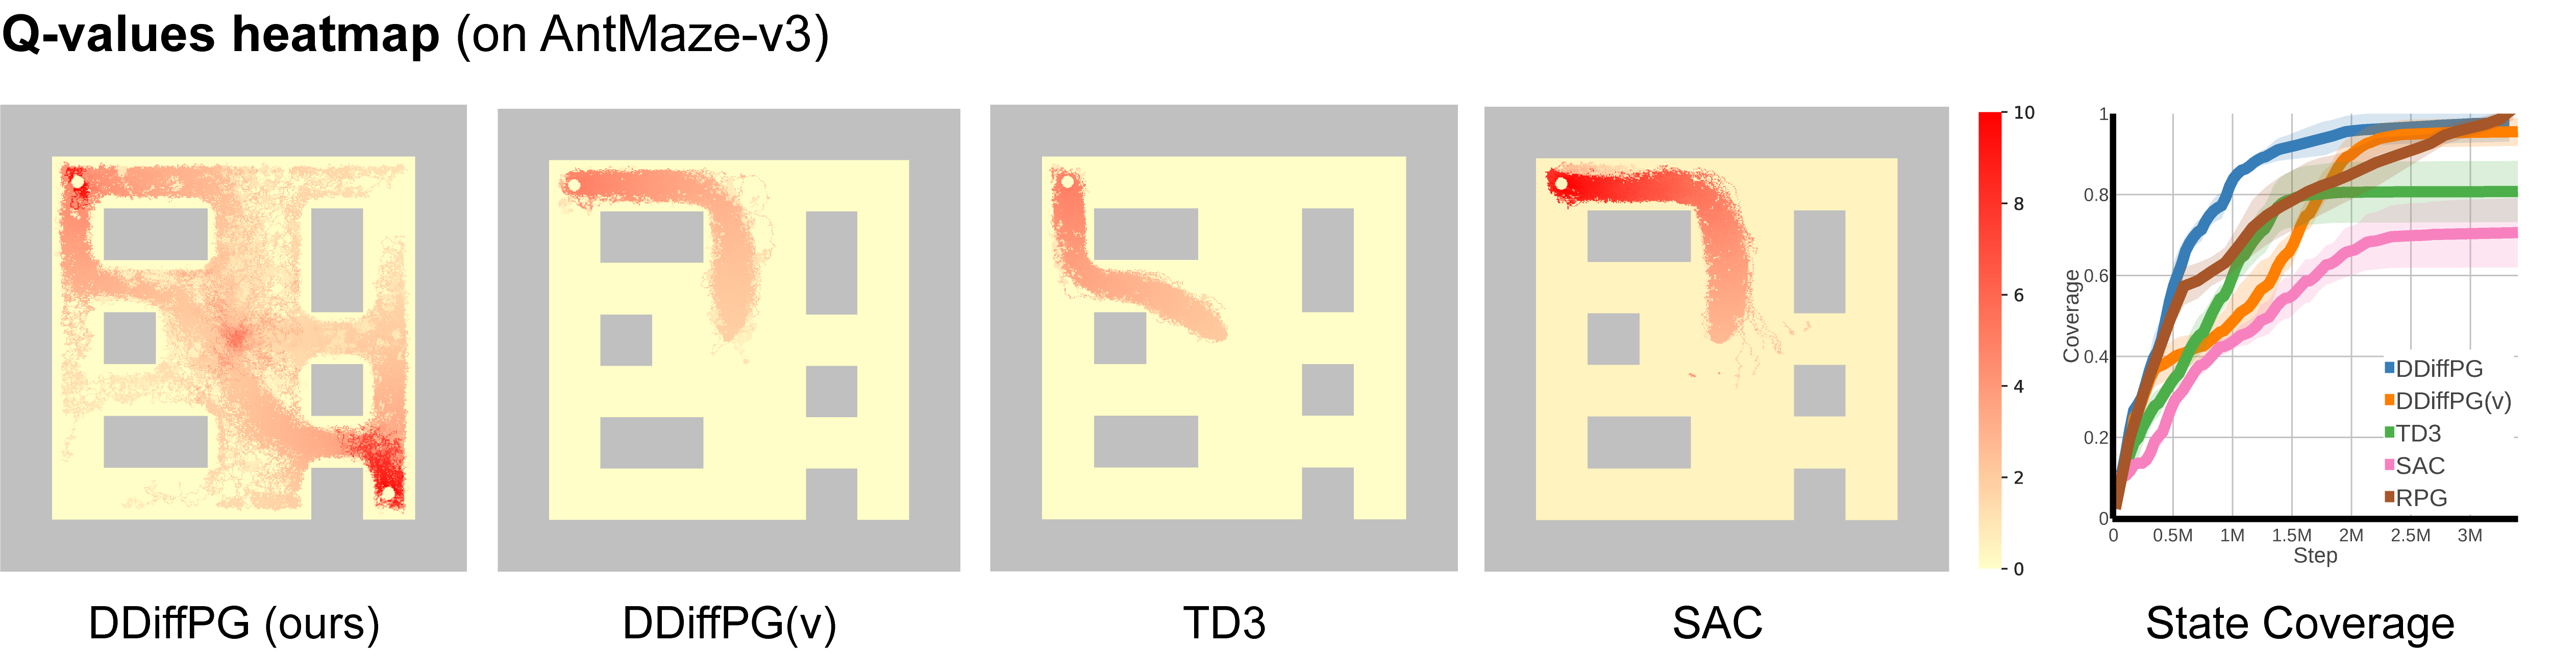 Q-values heatmap (on AntMaze-v3)
10
8
6
4
2
0
DDiffPG (ours)
DDiffPG(v)
TD3
SAC
Coverage
1
0.8
0.6
0.4
0.2
0
0 0.5M 1M 1.5M 2M 2.5M 3M
Step
DDiffPG
DDiffPG(v)
TD3
SAC
RPG
State Coverage